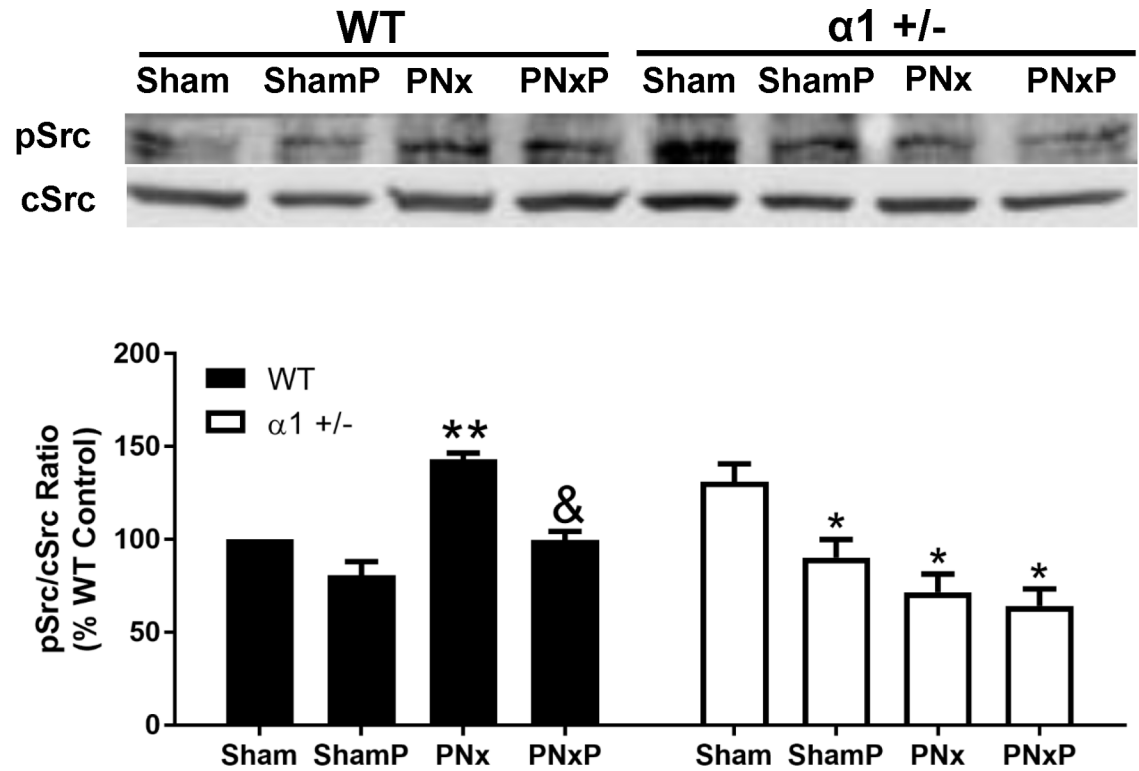 WT α1 +/-
Sham ShamP PNx PNxP Sham ShamP PNx PNxP
pSrc
cSrc
pSrc/cSrc Ratio
(% WT Control)
200
150
100
50
0
WT
α1 +/-
**
&
*
*
*
Sham ShamP PNx PNxP Sham ShamP PNx PNxP